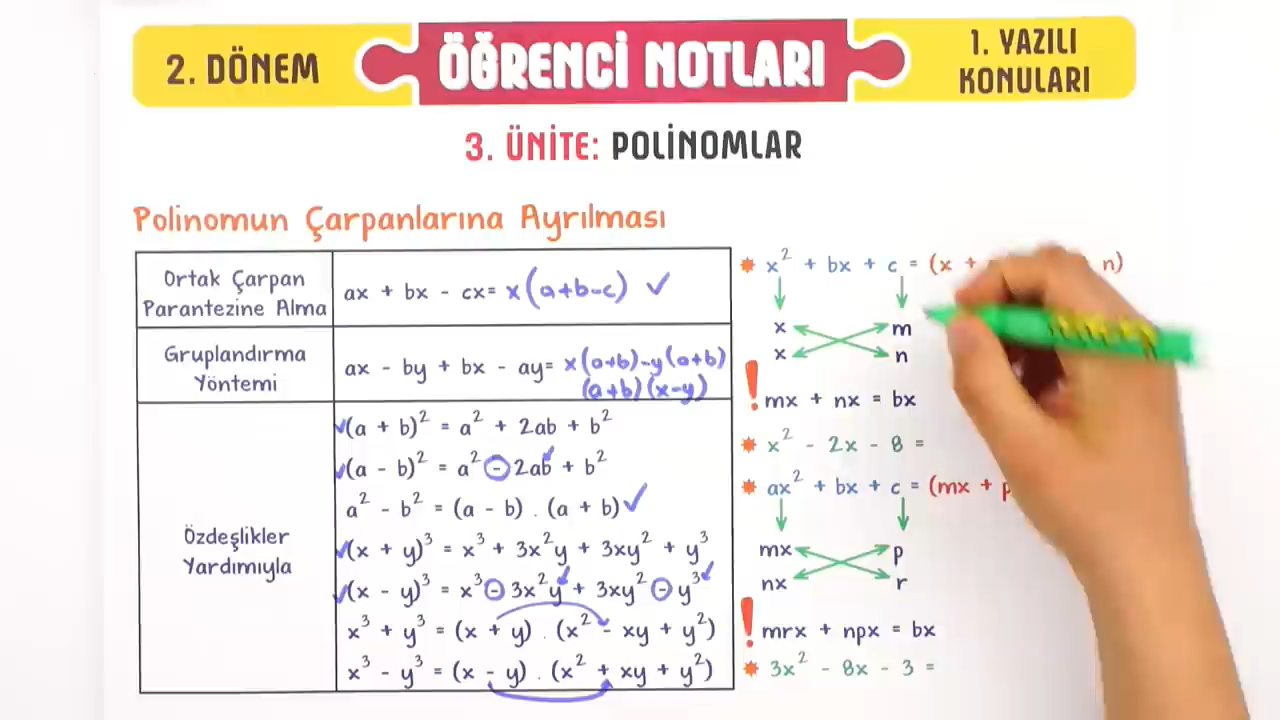 2. DÖNEM
ÖĞRENCİ NOTLARI
1. YAZILI
KONULARI
3. ÜNİTE: POLİNOMLAR
Polinomun Çarpanlarına Ayrılması
Ortak Çarpan
Parantezine Alma
ax + bx - cx= x(a+b-c) ✓
Gruplandırma
Yöntemi
ax - by + bx - ay= x(a+b)-y(a+b)
(a+b)(x-y)
Özdeşlikler
Yardımıyla
(a + b)² = a² + 2ab + b²
(a - b)² = a² - 2ab + b²
a² - b² = (a - b) . (a + b) ✓
(x + y)³ = x³ + 3x²y + 3xy² + y³
(x - y)³ = x³ - 3x²y + 3xy² - y³
x³ + y³ = (x + y) . (x² - xy + y²)
x³ - y³ = (x - y) . (x² + xy + y²)
x² + bx + c = (x + n)
x m
x n
! mx + nx = bx
x² - 2x - 8 =
ax² + bx + c = (mx + p
mx p
nx r
! mrx + npx = bx
3x² - 8x - 3 =